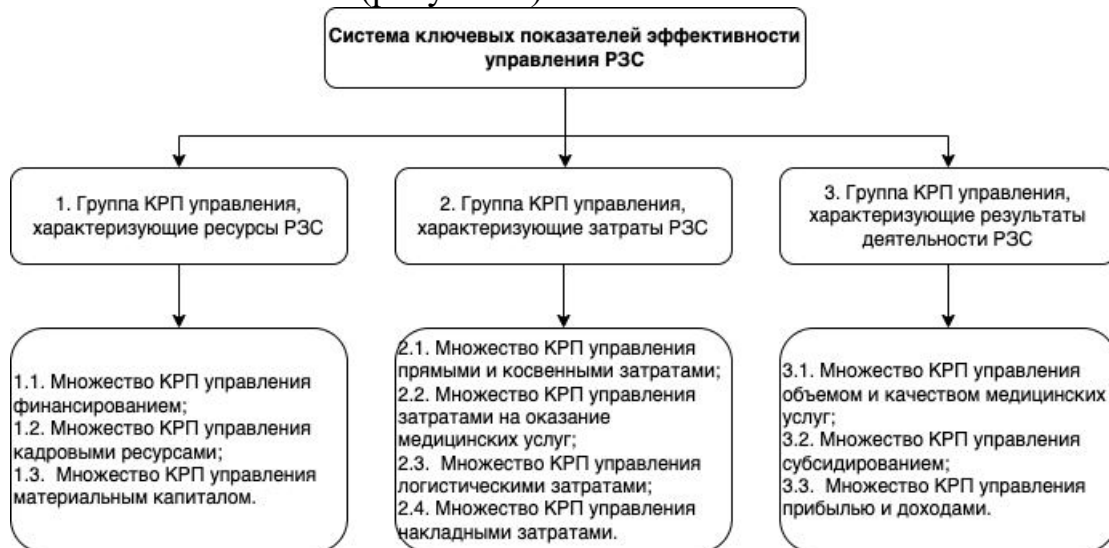 Система ключевых показателей эффективности
управления РЗС
1. Группа КРП управления,
характеризующие ресурсы РЗС
2. Группа КРП управления,
характеризующие затраты РЗС
3. Группа КРП управления,
характеризующие результаты
деятельности РЗС
1.1. Множество КРП управления
финансированием;
1.2. Множество КРП управления
кадровыми ресурсами;
1.3. Множество КРП управления
материальным капиталом.
2.1. Множество КРП управления
прямыми и косвенными затратами;
2.2. Множество КРП управления
затратами на оказание
медицинских услуг;
2.3. Множество КРП управления
логистическими затратами;
2.4. Множество КРП управления
накладными затратами.
3.1. Множество КРП управления
объемом и качеством медицинских
услуг;
3.2. Множество КРП управления
субсидированием;
3.3. Множество КРП управления
прибылью и доходами.